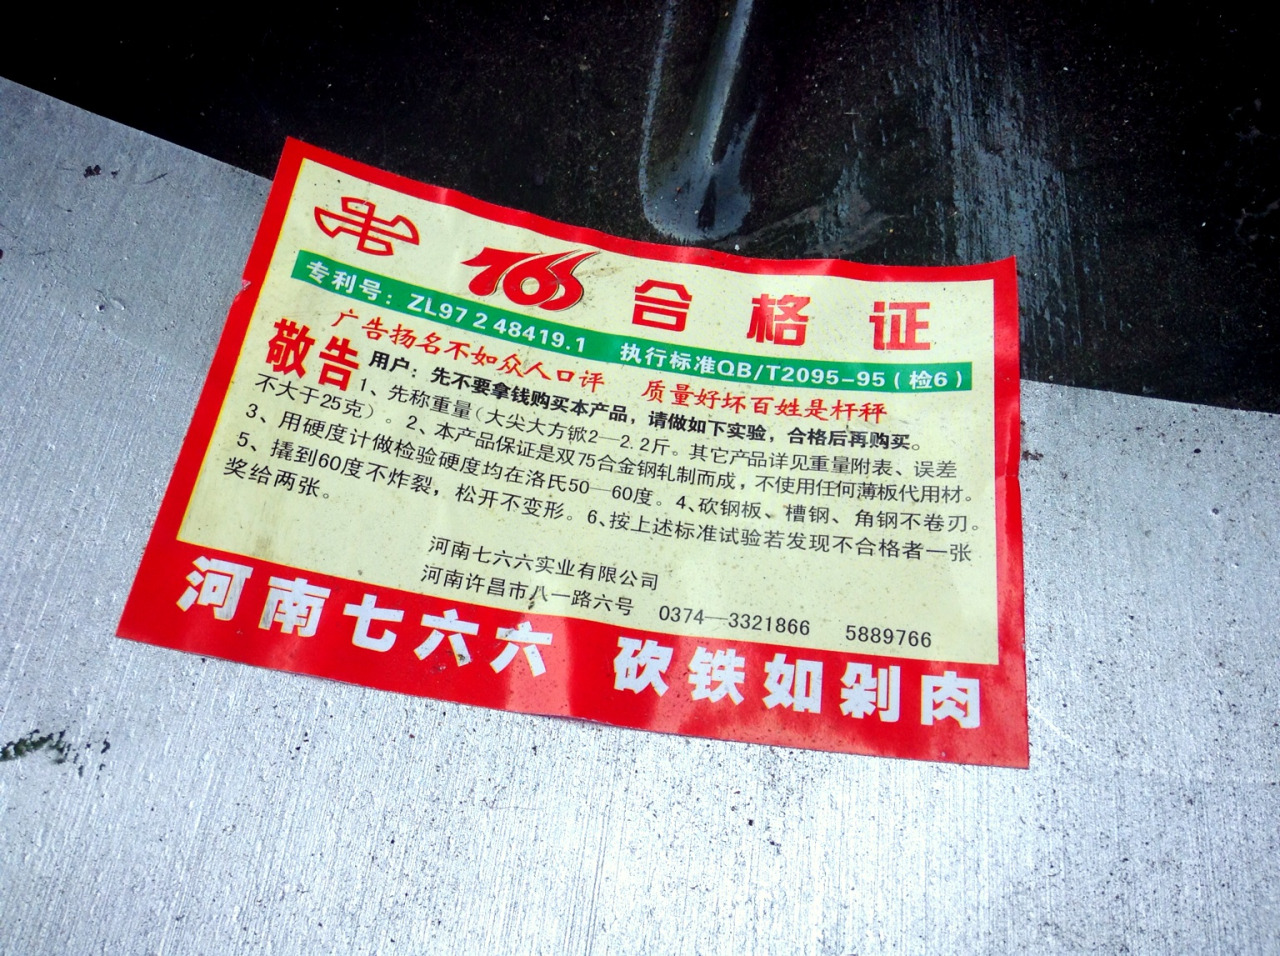 766 合格证
专利号：ZL97 2 48419.1 执行标准QB/T2095-95（检6）
广告扬名不如众人口评 质量好坏百姓是杆秤
敬告 用户：先不要拿钱购买本产品，请做如下实验，合格后再购买。
1、先称重量（大尖大方锨2—2.2斤。其它产品详见重量附表、误差
不大于25克）。2、本产品保证是双75合金钢轧制而成，不使用任何薄板代用材。
3、用硬度计做检验硬度均在洛氏50—60度。4、砍钢板、槽钢、角钢不卷刃。
5、撬到60度不炸裂，松开不变形。6、按上述标准试验若发现不合格者一张
奖给两张。
河南七六六实业有限公司
河南许昌市八一路六号 0374—3321866 5889766
河南七六六 砍铁如剁肉